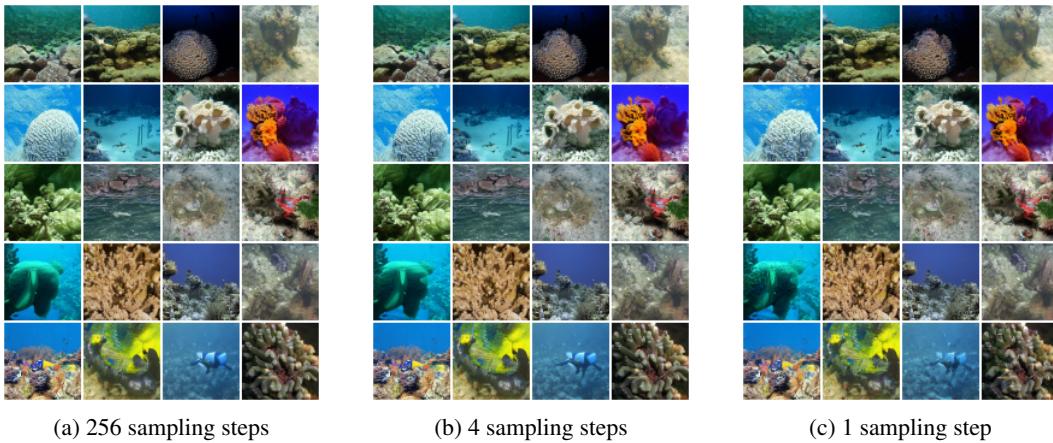 (a) 256 sampling steps
(b) 4 sampling steps
(c) 1 sampling step